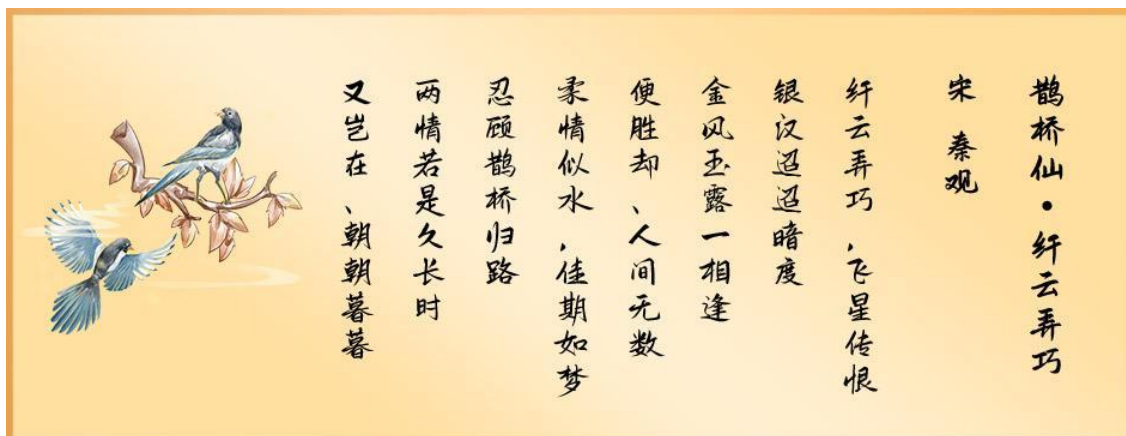 鹊桥仙·纤云弄巧
宋 秦观
纤云弄巧,飞星传恨
银汉迢迢暗度
金风玉露一相逢
便胜却、人间无数
柔情似水,佳期如梦
忍顾鹊桥归路
两情若是久长时
又岂在、朝朝暮暮